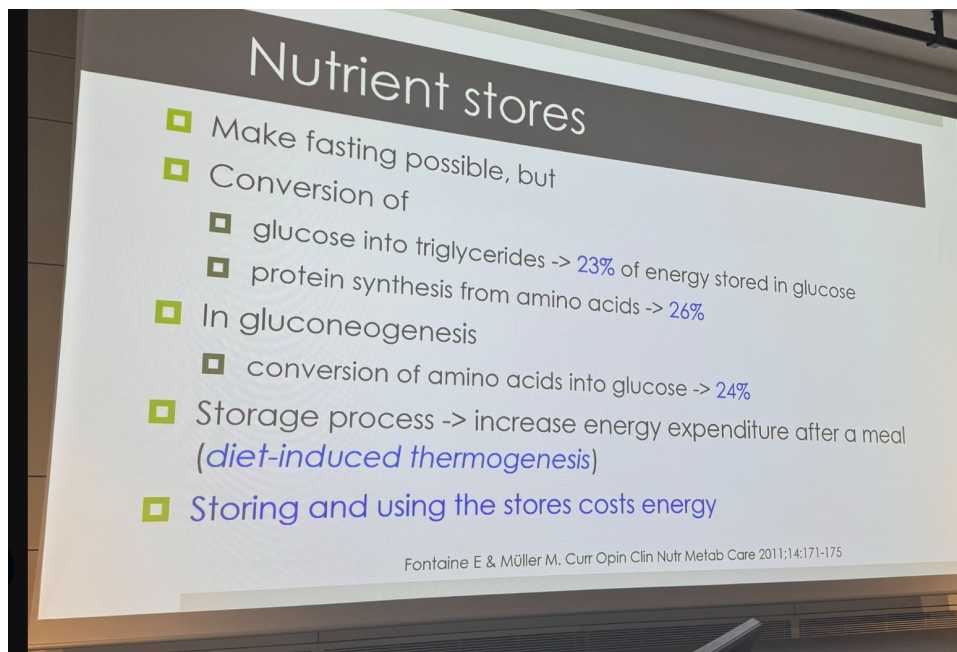 Nutrient stores
Make fasting possible, but
Conversion of
glucose into triglycerides -> 23% of energy stored in glucose
protein synthesis from amino acids -> 26%
In gluconeogenesis
conversion of amino acids into glucose -> 24%
Storage process -> increase energy expenditure after a meal
(diet-induced thermogenesis)
Storing and using the stores costs energy
Fontaine E & Müller M. Curr Opin Clin Nutr Metab Care 2011;14:171-175